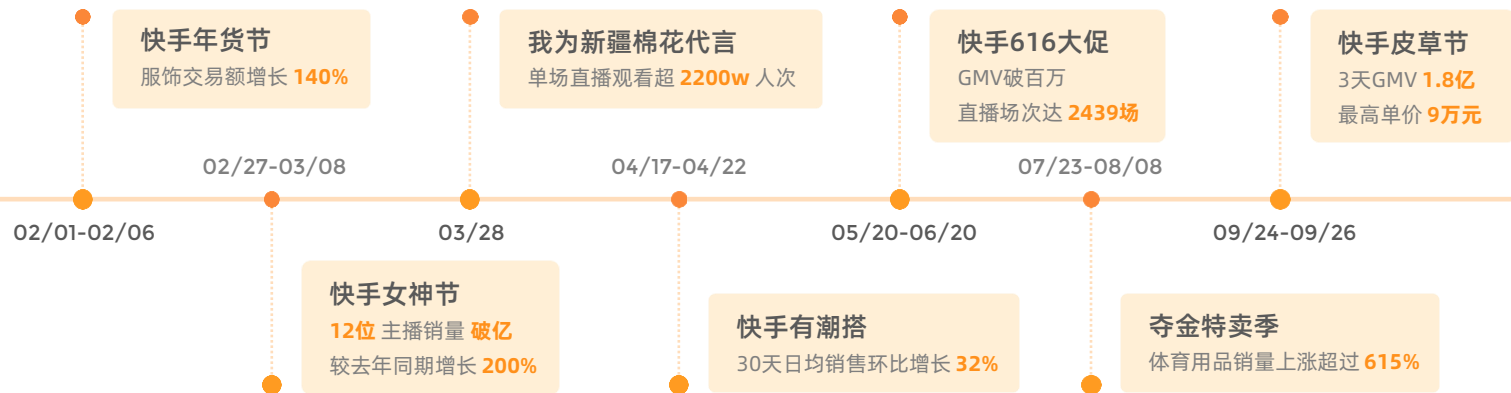 快手年货节
服饰交易额增长 140%
我为新疆棉花代言
单场直播观看超 2200w 人次
快手616大促
GMV破百万
直播场次达 2439场
快手皮草节
3天GMV 1.8亿
最高单价 9万元
02/27-03/08
04/17-04/22
07/23-08/08
02/01-02/06
03/28
05/20-06/20
09/24-09/26
快手女神节
12位 主播销量 破亿
较去年同期增长 200%
快手有潮搭
30天日均销售环比增长 32%
夺金特卖季
体育用品销量上涨超过 615%